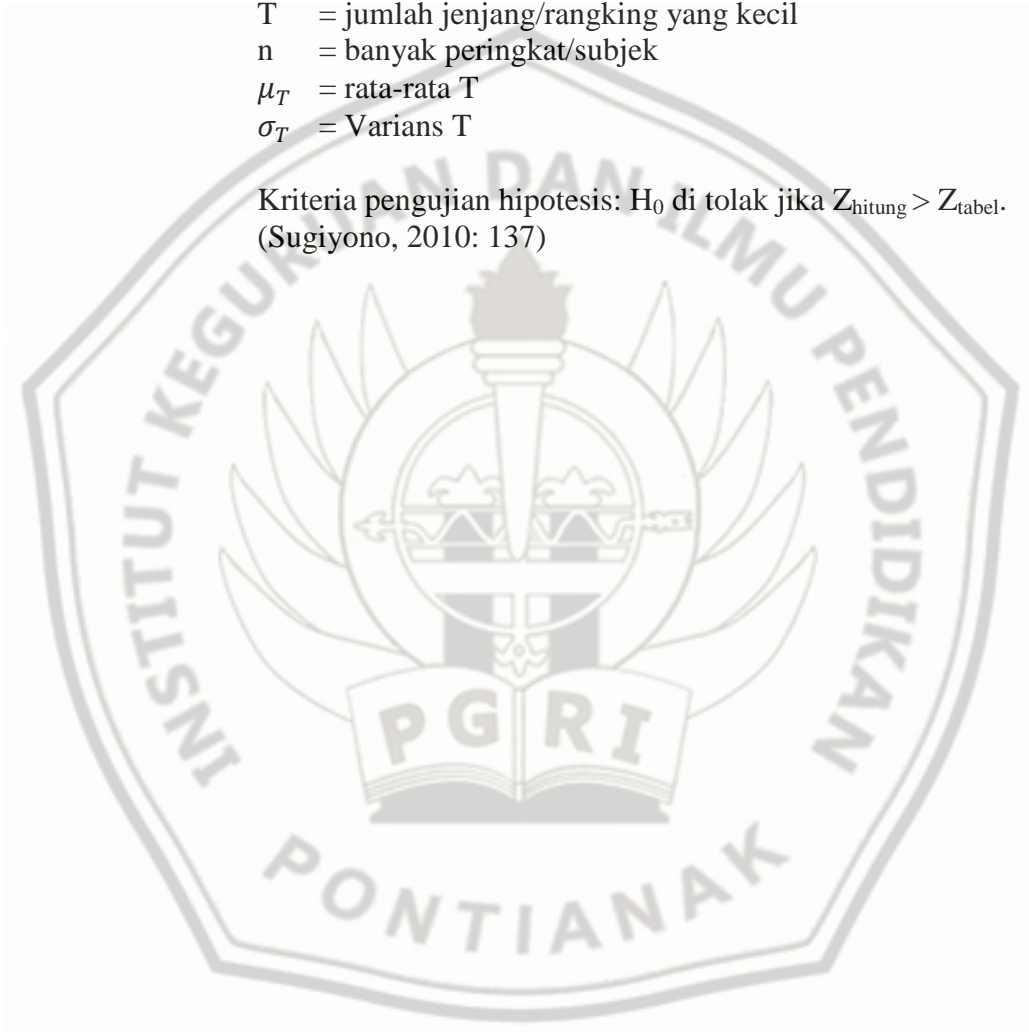 T = jumlah jenjang/rangking yang kecil
n = banyak peringkat/subjek
μ_T = rata-rata T
σ_T = Varians T
Kriteria pengujian hipotesis: H₀ di tolak jika Z_hitung > Z_tabel.
(Sugiyono, 2010: 137)
INSTITUT KEGURUAN DAN ILMU PENDIDIKAN
PGRI
PONTIANAK